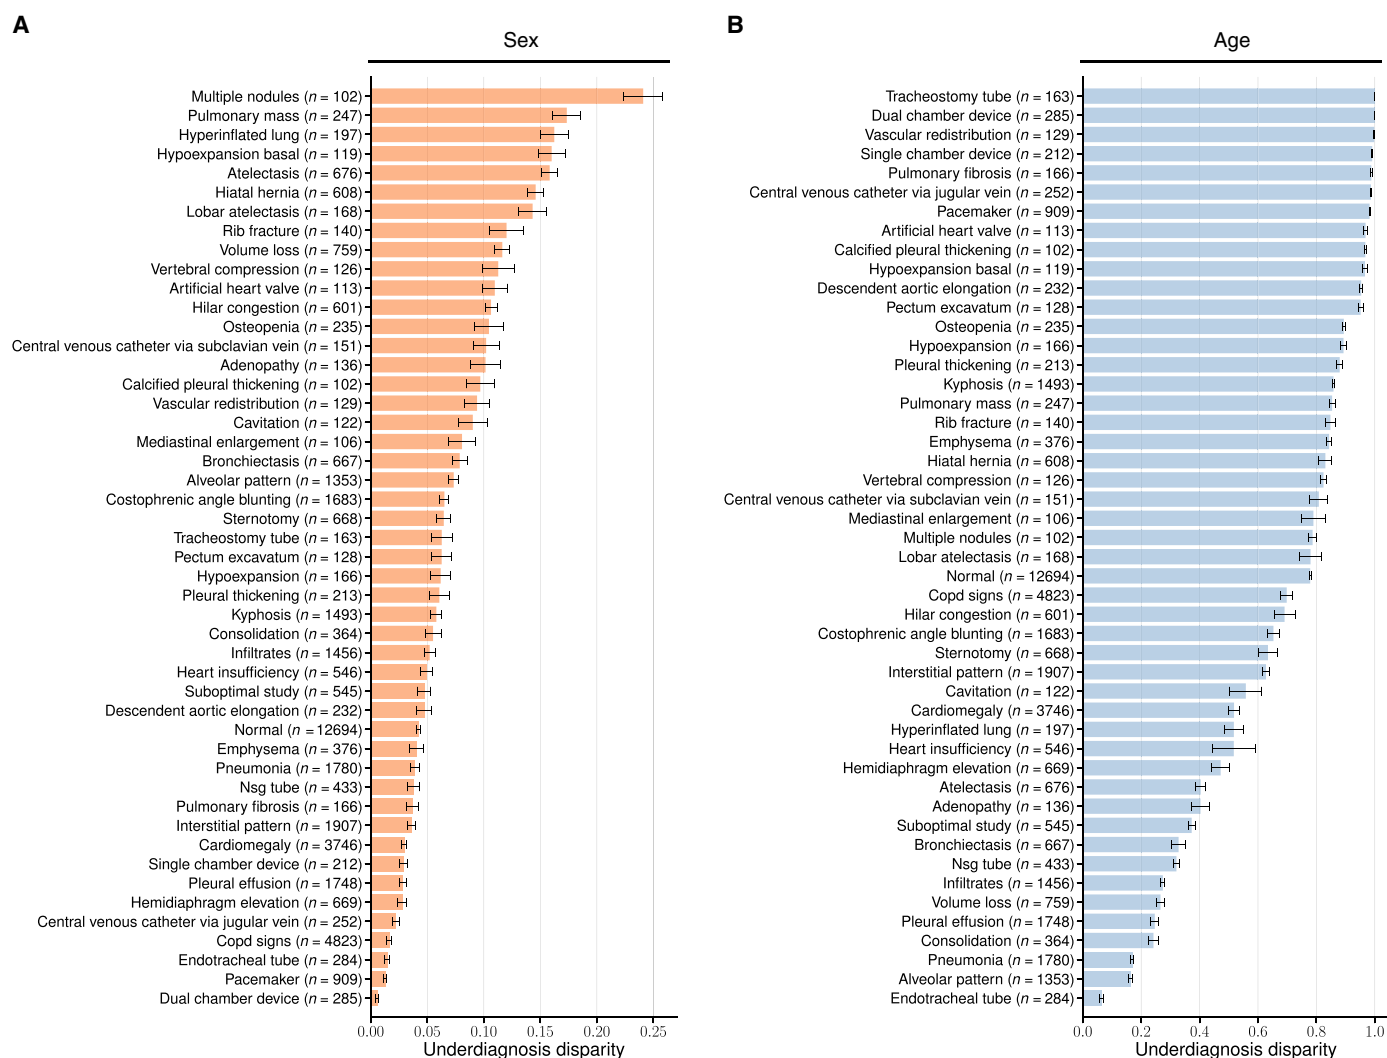 A
Sex
Multiple nodules (n = 102)
Pulmonary mass (n = 247)
Hyperinflated lung (n = 197)
Hypoexpansion basal (n = 119)
Atelectasis (n = 676)
Hiatal hernia (n = 608)
Lobar atelectasis (n = 168)
Rib fracture (n = 140)
Volume loss (n = 759)
Vertebral compression (n = 126)
Artificial heart valve (n = 113)
Hilar congestion (n = 601)
Osteopenia (n = 235)
Central venous catheter via subclavian vein (n = 151)
Adenopathy (n = 136)
Calcified pleural thickening (n = 102)
Vascular redistribution (n = 129)
Cavitation (n = 122)
Mediastinal enlargement (n = 106)
Bronchiectasis (n = 667)
Alveolar pattern (n = 1353)
Costophrenic angle blunting (n = 1683)
Sternotomy (n = 668)
Tracheostomy tube (n = 163)
Pectum excavatum (n = 128)
Hypoexpansion (n = 166)
Pleural thickening (n = 213)
Kyphosis (n = 1493)
Consolidation (n = 364)
Infiltrates (n = 1456)
Heart insufficiency (n = 546)
Suboptimal study (n = 545)
Descendent aortic elongation (n = 232)
Normal (n = 12694)
Emphysema (n = 376)
Pneumonia (n = 1780)
Nsg tube (n = 433)
Pulmonary fibrosis (n = 166)
Interstitial pattern (n = 1907)
Cardiomegaly (n = 3746)
Single chamber device (n = 212)
Pleural effusion (n = 1748)
Hemidiaphragm elevation (n = 669)
Central venous catheter via jugular vein (n = 252)
Copd signs (n = 4823)
Endotracheal tube (n = 284)
Pacemaker (n = 909)
Dual chamber device (n = 285)
0.00 0.05 0.10 0.15 0.20 0.25
Underdiagnosis disparity
B
Age
Tracheostomy tube (n = 163)
Dual chamber device (n = 285)
Vascular redistribution (n = 129)
Single chamber device (n = 212)
Pulmonary fibrosis (n = 166)
Central venous catheter via jugular vein (n = 252)
Pacemaker (n = 909)
Artificial heart valve (n = 113)
Calcified pleural thickening (n = 102)
Hypoexpansion basal (n = 119)
Descendent aortic elongation (n = 232)
Pectum excavatum (n = 128)
Osteopenia (n = 235)
Hypoexpansion (n = 166)
Pleural thickening (n = 213)
Kyphosis (n = 1493)
Pulmonary mass (n = 247)
Rib fracture (n = 140)
Emphysema (n = 376)
Hiatal hernia (n = 608)
Vertebral compression (n = 126)
Central venous catheter via subclavian vein (n = 151)
Mediastinal enlargement (n = 106)
Multiple nodules (n = 102)
Lobar atelectasis (n = 168)
Normal (n = 12694)
Copd signs (n = 4823)
Hilar congestion (n = 601)
Costophrenic angle blunting (n = 1683)
Sternotomy (n = 668)
Interstitial pattern (n = 1907)
Cavitation (n = 122)
Cardiomegaly (n = 3746)
Hyperinflated lung (n = 197)
Heart insufficiency (n = 546)
Hemidiaphragm elevation (n = 669)
Atelectasis (n = 676)
Adenopathy (n = 136)
Suboptimal study (n = 545)
Bronchiectasis (n = 667)
Nsg tube (n = 433)
Infiltrates (n = 1456)
Volume loss (n = 759)
Pleural effusion (n = 1748)
Consolidation (n = 364)
Pneumonia (n = 1780)
Alveolar pattern (n = 1353)
Endotracheal tube (n = 284)
0.0 0.2 0.4 0.6 0.8 1.0
Underdiagnosis disparity